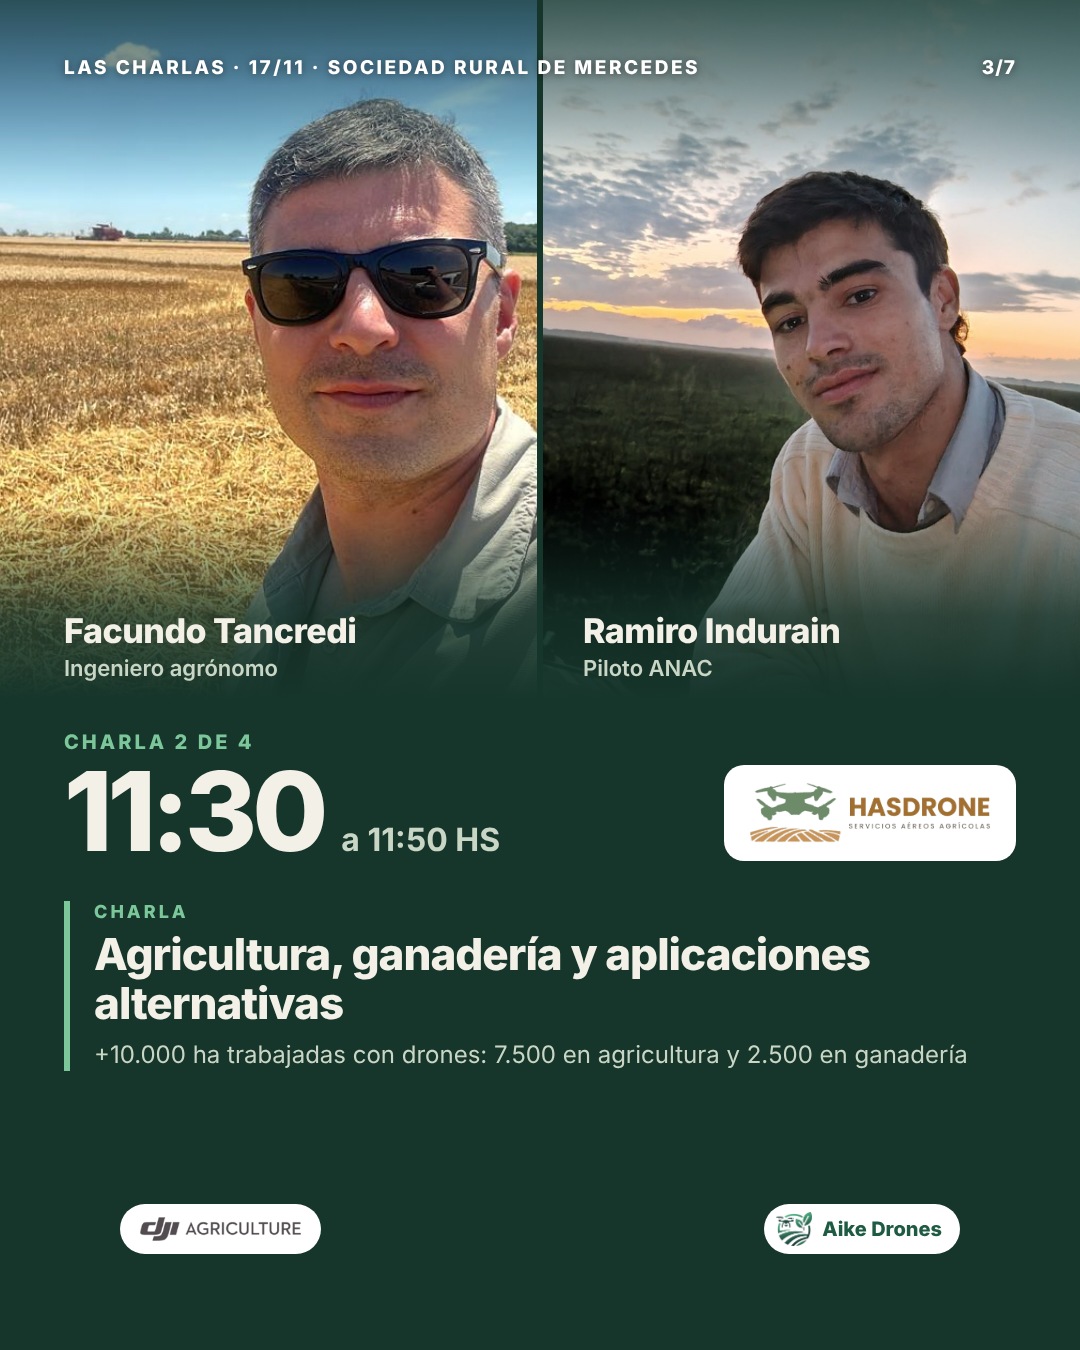 LAS CHARLAS · 17/11 · SOCIEDAD RURAL DE MERCEDES
3/7
Facundo Tancredi
Ingeniero agrónomo
Ramiro Indurain
Piloto ANAC
CHARLA 2 DE 4
11:30 a 11:50 HS
HASDRONE
SERVICIOS AÉREOS AGRÍCOLAS
CHARLA
Agricultura, ganadería y aplicaciones
alternativas
+10.000 ha trabajadas con drones: 7.500 en agricultura y 2.500 en ganadería
dji AGRICULTURE
Aike Drones